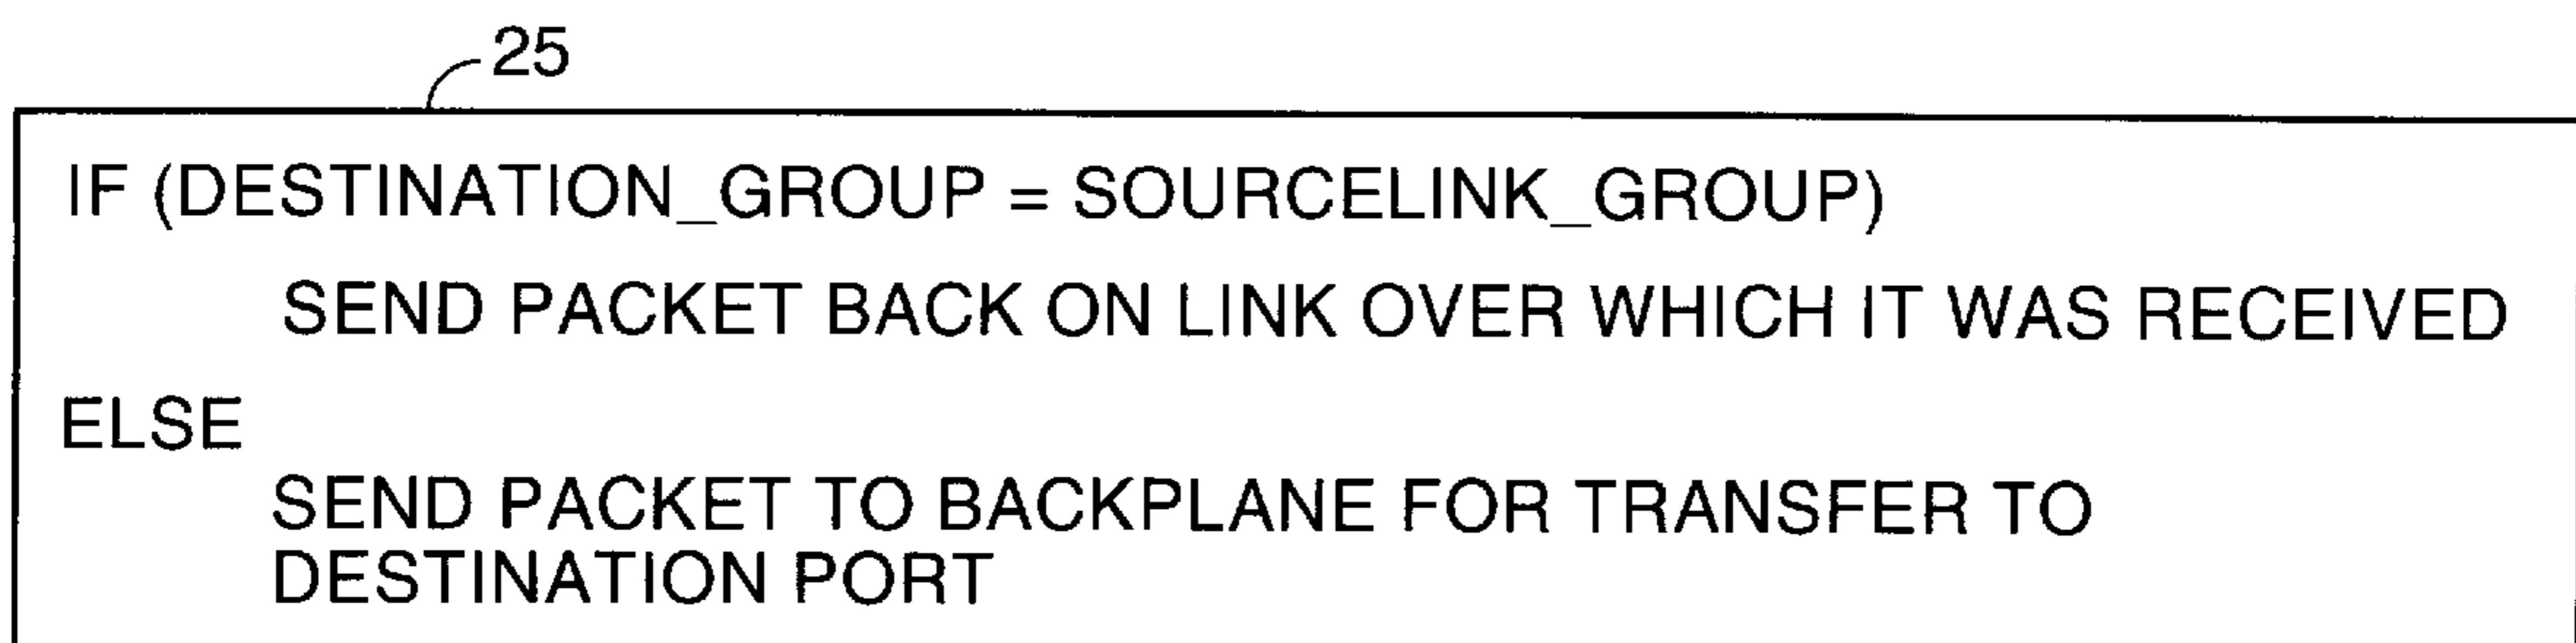 25
IF (DESTINATION_GROUP = SOURCELINK_GROUP)
SEND PACKET BACK ON LINK OVER WHICH IT WAS RECEIVED
ELSE
SEND PACKET TO BACKPLANE FOR TRANSFER TO
DESTINATION PORT